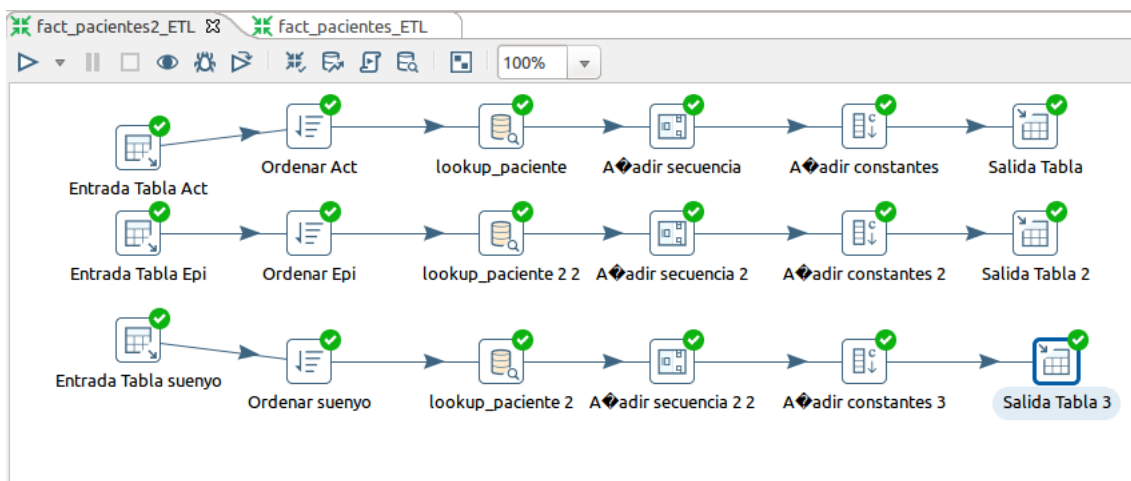 fact_pacientes2_ETL fact_pacientes_ETL
100%
Entrada Tabla Act Ordenar Act lookup_paciente A�adir secuencia A�adir constantes Salida Tabla
Entrada Tabla Epi Ordenar Epi lookup_paciente 2 2 A�adir secuencia 2 A�adir constantes 2 Salida Tabla 2
Entrada Tabla suenyo Ordenar suenyo lookup_paciente 2 A�adir secuencia 2 2 A�adir constantes 3 Salida Tabla 3